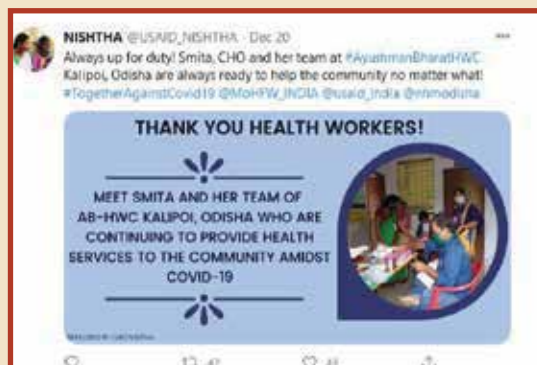 NISHTHA @USAID_NISHTHA · Dec 20
Always up for duty! Smita, CHO and her team at #AyushmanBharatHWC
Kalipoi, Odisha are always ready to help the community no matter what!
#TogetherAgainstCovid19 @MoHFW_INDIA @usaid_india @nhmodisha
THANK YOU HEALTH WORKERS!
MEET SMITA AND HER TEAM OF
AB-HWC KALIPOI, ODISHA WHO ARE
CONTINUING TO PROVIDE HEALTH
SERVICES TO THE COMMUNITY AMIDST
COVID-19